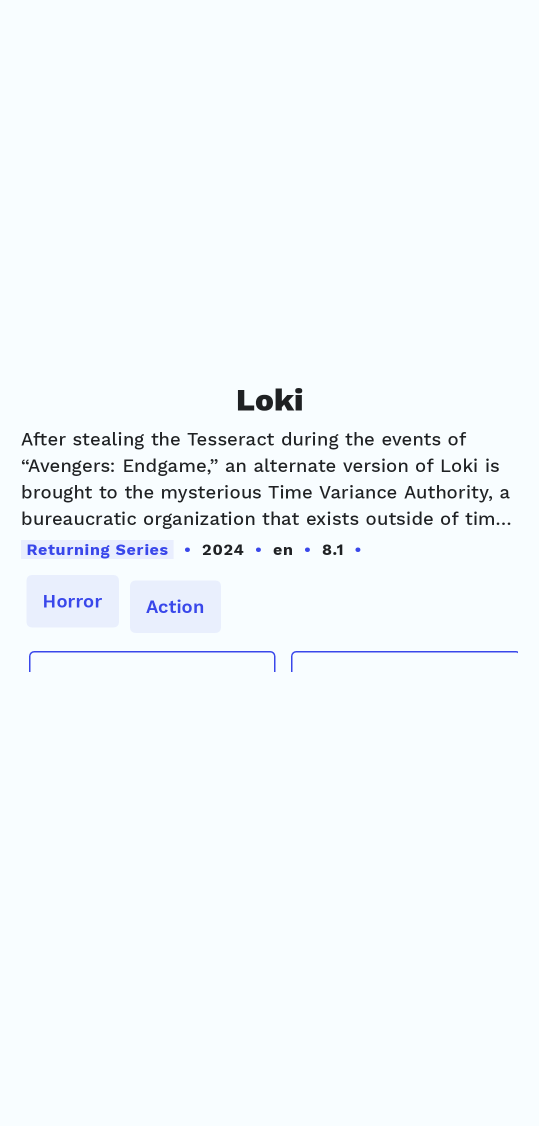 Loki
After stealing the Tesseract during the events of
“Avengers: Endgame,” an alternate version of Loki is
brought to the mysterious Time Variance Authority, a
bureaucratic organization that exists outside of tim…
Returning Series • 2024 • en • 8.1 •
Horror
Action